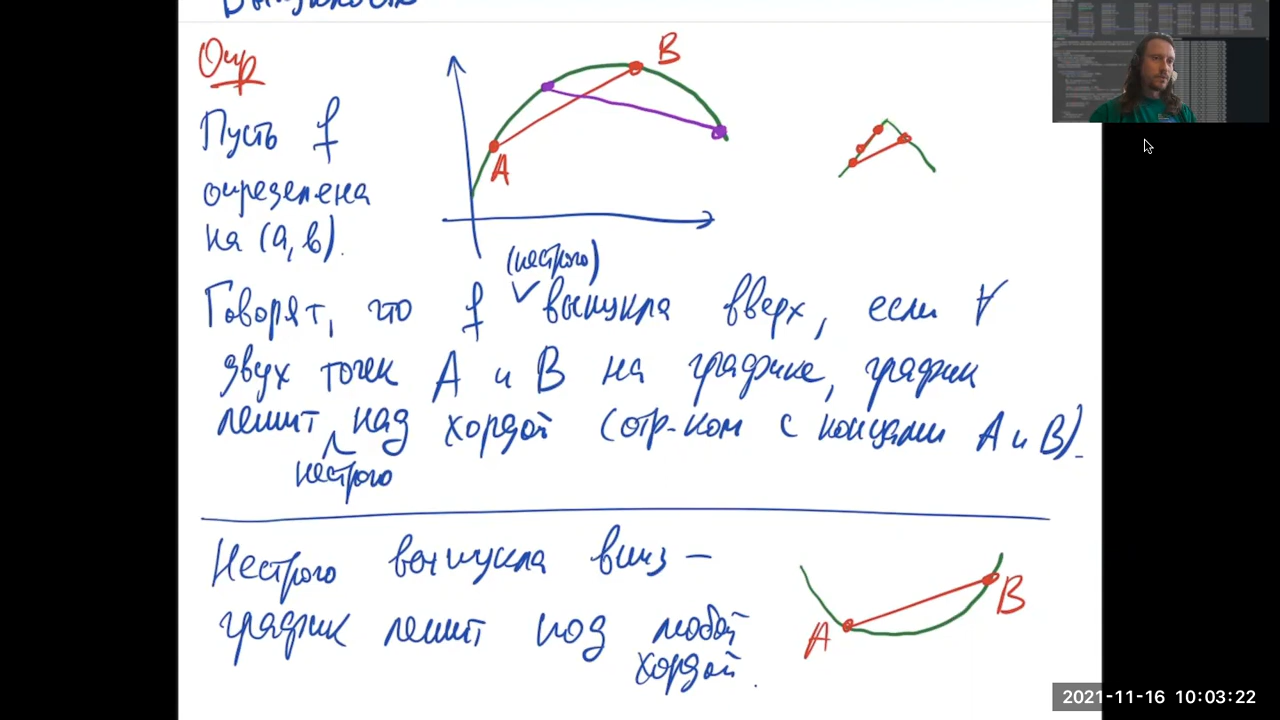 Опр
B
A
Пусть f
определена
на (a, b).
(нестрого)
Говорят, что f выпукла вверх, если ∀
двух точек A и B на графике, график
лежит над хордой (отр-ком с концами A и B).
нестрого
Нестрого выпукла вниз –
график лежит под любой
хордой.
A
B
2021-11-16 10:03:22